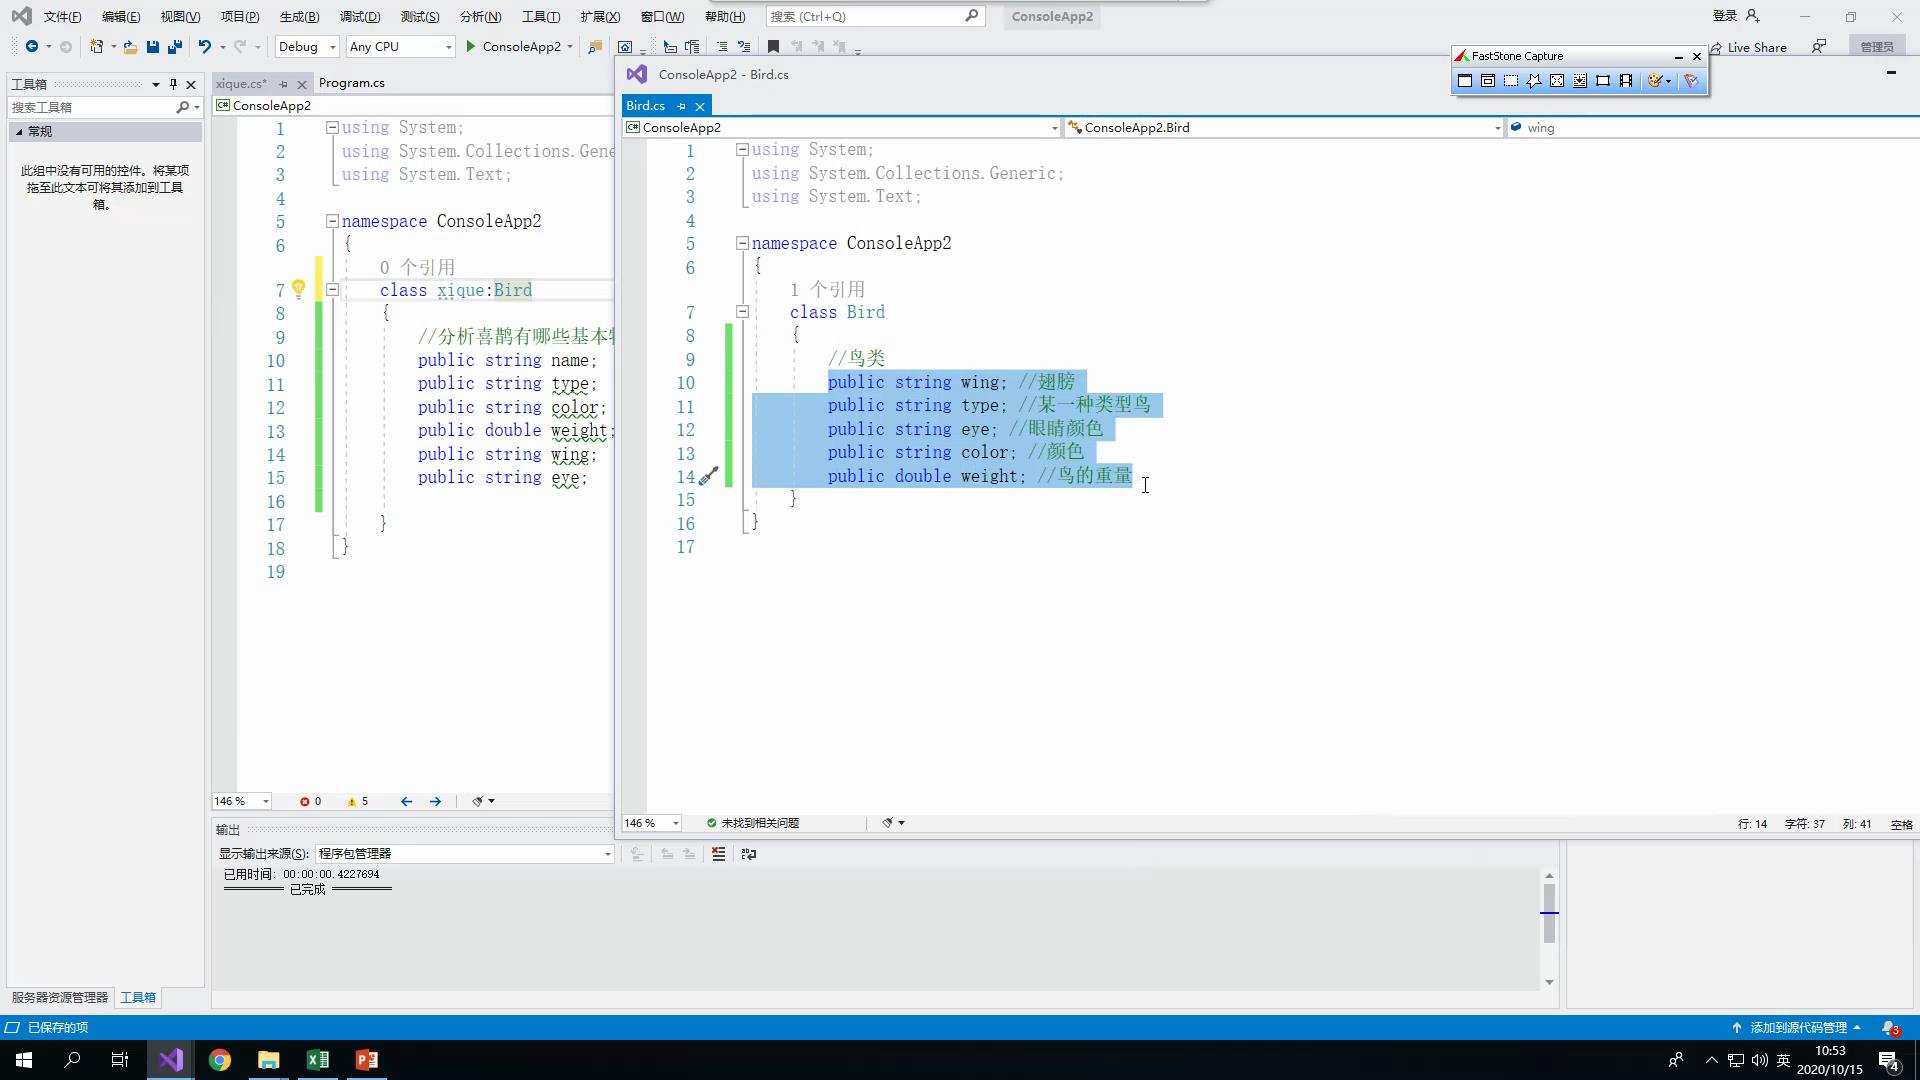 文件(F) 编辑(E) 视图(V) 项目(P) 生成(B) 调试(D) 测试(S) 分析(N) 工具(T) 扩展(X) 窗口(W) 帮助(H) 搜索 (Ctrl+Q) ConsoleApp2 登录
Debug Any CPU ConsoleApp2 Live Share 管理员
FastStone Capture
工具箱
搜索工具箱
常规
此组中没有可用的控件。将某项
拖至此文本可将其添加到工具
箱。
服务器资源管理器 工具箱
xique.cs* Program.cs
ConsoleApp2
1 using System;
2 using System.Collections.Gene
3 using System.Text;
4
5 namespace ConsoleApp2
6 {
0 个引用
7 class xique:Bird
8 {
9 //分析喜鹊有哪些基本
10 public string name;
11 public string type;
12 public string color;
13 public double weight;
14 public string wing;
15 public string eye;
16
17 }
18 }
19
146 % 0 5
ConsoleApp2 - Bird.cs
Bird.cs
ConsoleApp2 ConsoleApp2.Bird wing
1 using System;
2 using System.Collections.Generic;
3 using System.Text;
4
5 namespace ConsoleApp2
6 {
1 个引用
7 class Bird
8 {
9 //鸟类
10 public string wing; //翅膀
11 public string type; //某一种类型鸟
12 public string eye; //眼睛颜色
13 public string color; //颜色
14 public double weight; //鸟的重量
15 }
16 }
17
146 % 未找到相关问题 行: 14 字符: 37 列: 41 空格
输出
显示输出来源(S): 程序包管理器
已用时间: 00:00:00.4227694
========== 已完成 ==========
已保存的项 添加到源代码管理 3
英 10:53
2020/10/15 4